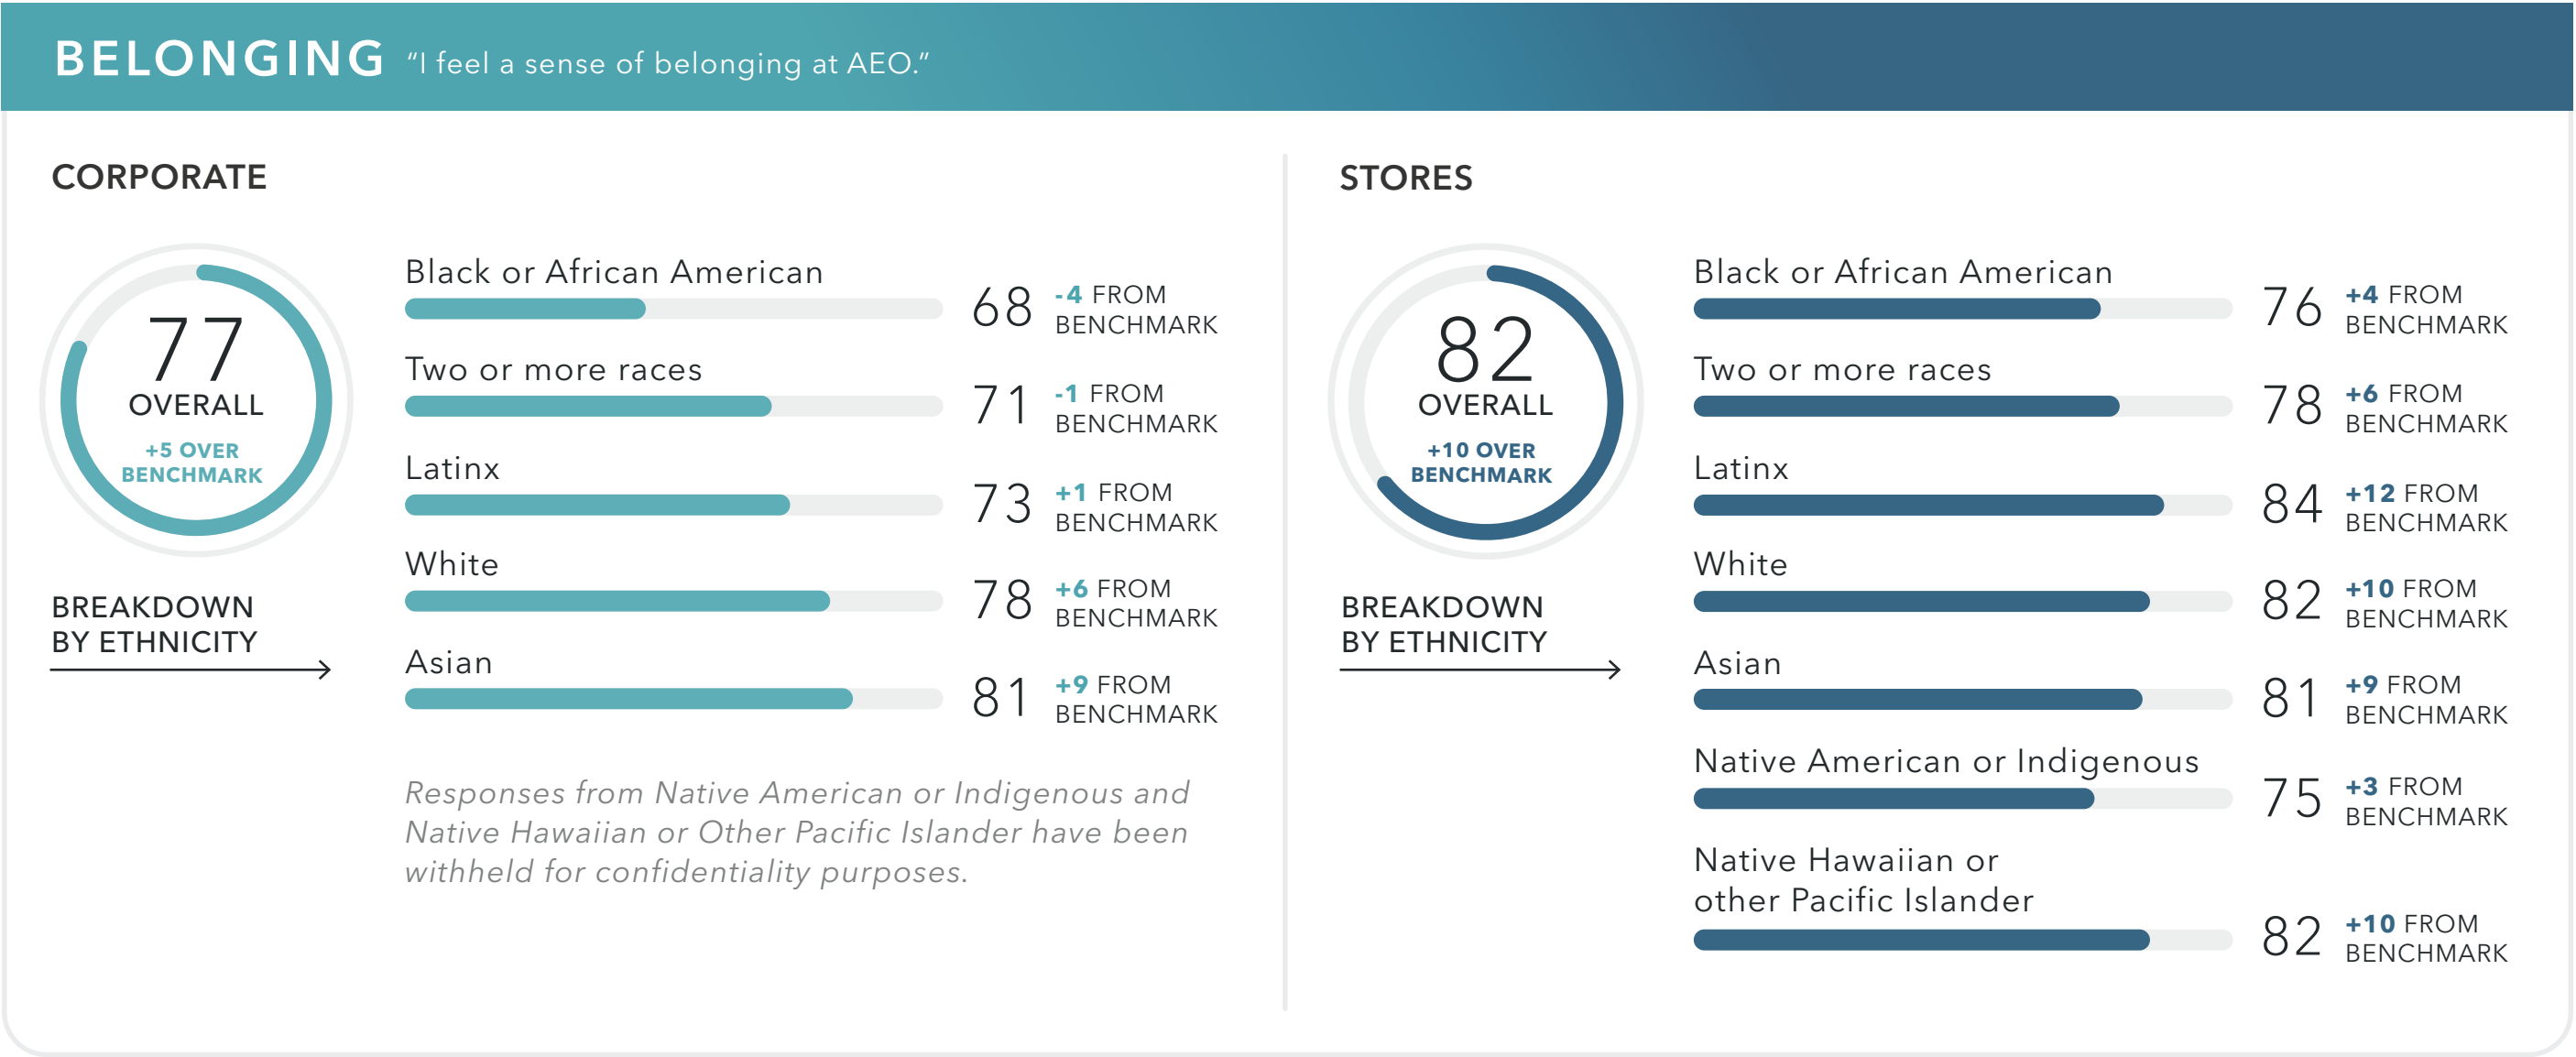 BELONGING "I feel a sense of belonging at AEO."
CORPORATE
77
OVERALL
+5 OVER
BENCHMARK
BREAKDOWN
BY ETHNICITY
Black or African American
68 -4 FROM
BENCHMARK
Two or more races
71 -1 FROM
BENCHMARK
Latinx
73 +1 FROM
BENCHMARK
White
78 +6 FROM
BENCHMARK
Asian
81 +9 FROM
BENCHMARK
Responses from Native American or Indigenous and
Native Hawaiian or Other Pacific Islander have been
withheld for confidentiality purposes.
STORES
82
OVERALL
+10 OVER
BENCHMARK
BREAKDOWN
BY ETHNICITY
Black or African American
76 +4 FROM
BENCHMARK
Two or more races
78 +6 FROM
BENCHMARK
Latinx
84 +12 FROM
BENCHMARK
White
82 +10 FROM
BENCHMARK
Asian
81 +9 FROM
BENCHMARK
Native American or Indigenous
75 +3 FROM
BENCHMARK
Native Hawaiian or
other Pacific Islander
82 +10 FROM
BENCHMARK